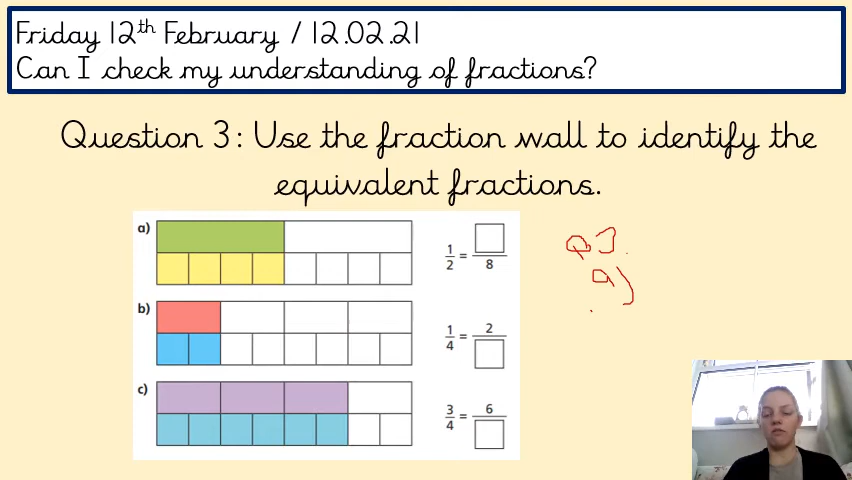 Friday 12th February / 12.02.21
Can I check my understanding of fractions?
Question 3: Use the fraction wall to identify the
equivalent fractions.
a)
1/2 = □/8
b)
1/4 = 2/□
c)
3/4 = 6/□
Q3.
a)